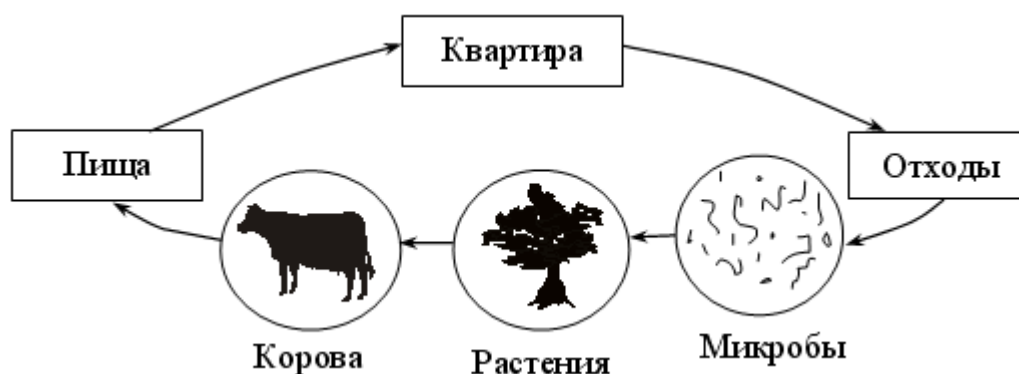 Квартира
Пища
Отходы
Корова
Растения
Микробы